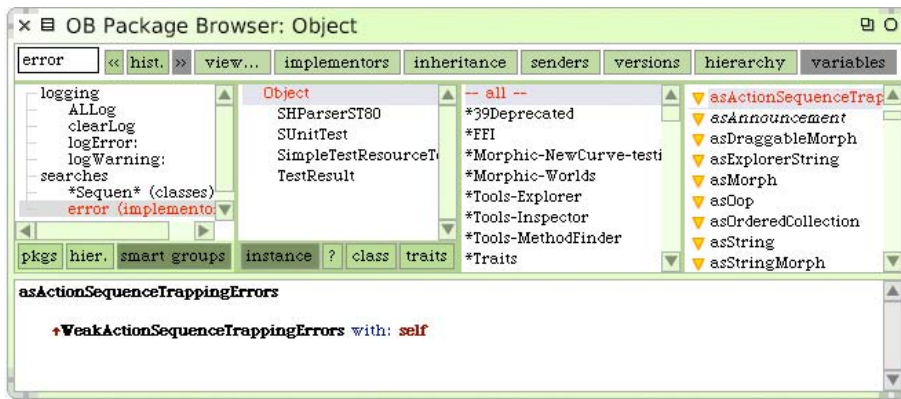 OB Package Browser: Object
error << hist. >> view... implementors inheritance senders versions hierarchy variables
logging
ALLog
clearLog
logError:
logWarning:
searches
*Sequen* (classes)
error (implemento
pkgs hier. smart groups
Object
SHParserST80
SUnitTest
SimpleTestResourceT
TestResult
instance ? class traits
-- all --
*39Deprecated
*FFI
*Morphic-NewCurve-testi
*Morphic-Worlds
*Tools-Explorer
*Tools-Inspector
*Tools-MethodFinder
*Traits
asActionSequenceTrap
asAnnouncement
asDraggableMorph
asExplorerString
asMorph
asOop
asOrderedCollection
asString
asStringMorph
asActionSequenceTrappingErrors
↑WeakActionSequenceTrappingErrors with: self